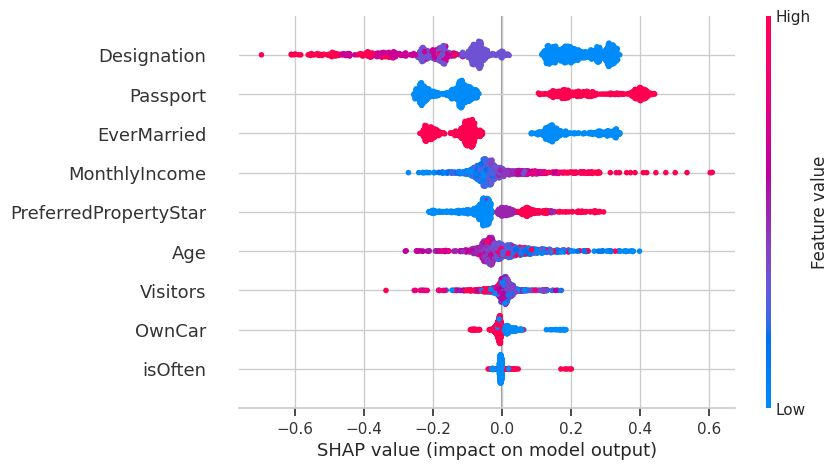 High
Designation
Passport
EverMarried
MonthlyIncome
PreferredPropertyStar
Age
Visitors
OwnCar
isOften
Feature value
Low
−0.6 −0.4 −0.2 0.0 0.2 0.4 0.6
SHAP value (impact on model output)